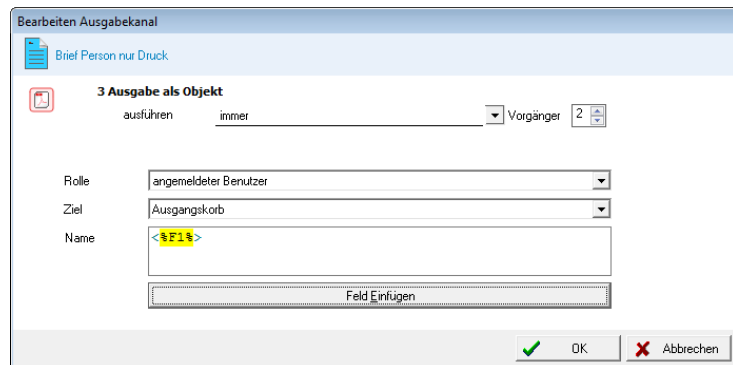 Bearbeiten Ausgabekanal
Brief Person nur Druck
3 Ausgabe als Objekt
ausführen immer Vorgänger 2
Rolle angemeldeter Benutzer
Ziel Ausgangskorb
Name <%F1%>
Feld Einfügen
OK Abbrechen